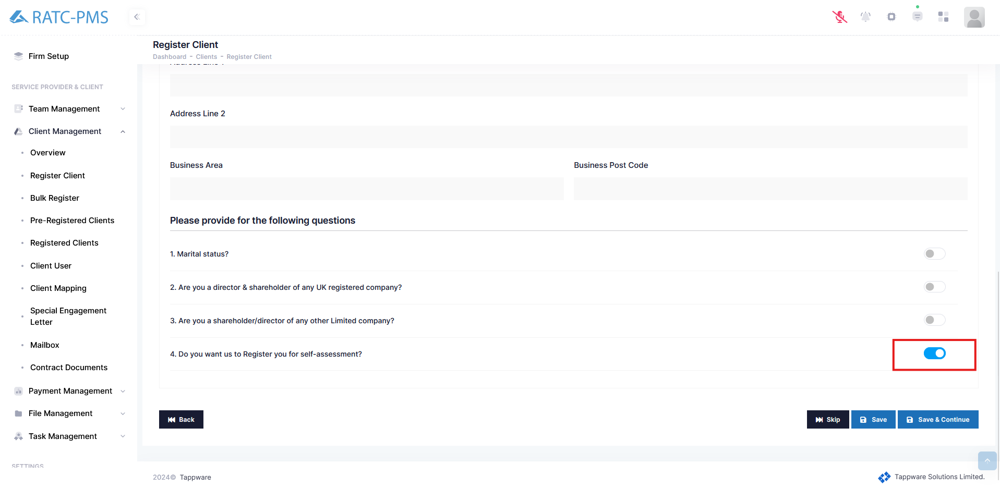 RATC-PMS
Firm Setup
SERVICE PROVIDER & CLIENT
Team Management
Client Management
Overview
Register Client
Bulk Register
Pre-Registered Clients
Registered Clients
Client User
Client Mapping
Special Engagement
Letter
Mailbox
Contract Documents
Payment Management
File Management
Task Management
SETTINGS
Register Client
Dashboard - Clients - Register Client
Address Line 1
Address Line 2
Business Area
Business Post Code
Please provide for the following questions
1. Marital status?
2. Are you a director & shareholder of any UK registered company?
3. Are you a shareholder/director of any other Limited company?
4. Do you want us to Register you for self-assessment?
Back
Skip
Save
Save & Continue
2024© Tappware
Tappware Solutions Limited.